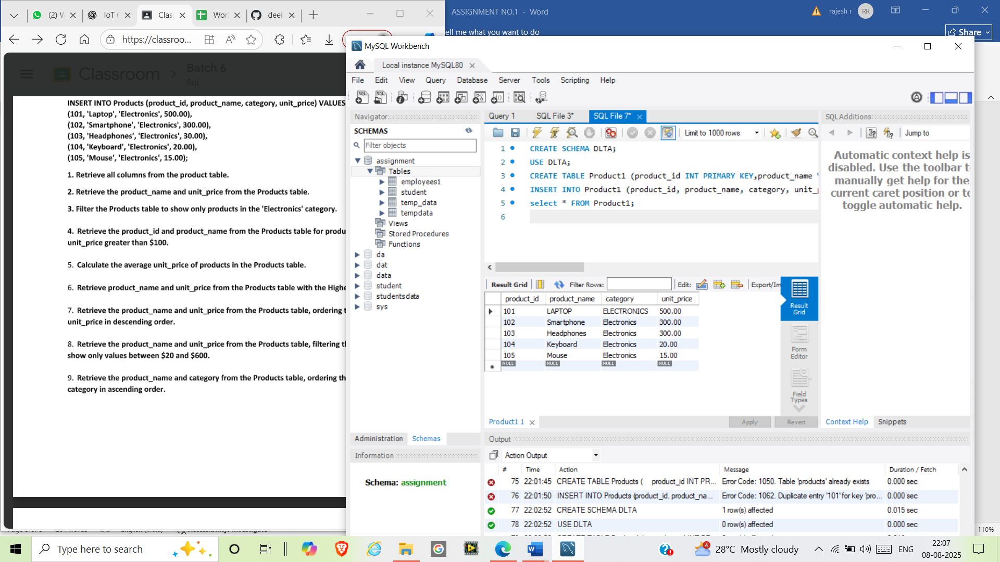 (2) W
IoT
Clas
Wor
deel
ASSIGNMENT NO.1 - Word
rajesh r
RR
https://classroo...
ell me what you want to do
Share
Classroom
Batch 6
Sql
INSERT INTO Products (product_id, product_name, category, unit_price) VALUES
(101, 'Laptop', 'Electronics', 500.00),
(102, 'Smartphone', 'Electronics', 300.00),
(103, 'Headphones', 'Electronics', 30.00),
(104, 'Keyboard', 'Electronics', 20.00),
(105, 'Mouse', 'Electronics', 15.00);
1. Retrieve all columns from the product table.
2. Retrieve the product_name and unit_price from the Products table.
3. Filter the Products table to show only products in the 'Electronics' category.
4. Retrieve the product_id and product_name from the Products table for produ
unit_price greater than $100.
5. Calculate the average unit_price of products in the Products table.
6. Retrieve product_name and unit_price from the Products table with the Highe
7. Retrieve the product_name and unit_price from the Products table, ordering t
unit_price in descending order.
8. Retrieve the product_name and unit_price from the Products table, filtering th
show only values between $20 and $600.
9. Retrieve the product_name and category from the Products table, ordering th
category in ascending order.
MySQL Workbench
Local instance MySQL80
File Edit View Query Database Server Tools Scripting Help
Navigator
SCHEMAS
Filter objects
assignment
Tables
employees1
student
temp_data
tempdata
Views
Stored Procedures
Functions
da
dat
data
student
studentsdata
sys
Administration Schemas
Information
Schema: assignment
Query 1 SQL File 3* SQL File 7*
Limit to 1000 rows
1 CREATE SCHEMA DLTA;
2 USE DLTA;
3 CREATE TABLE Product1 (product_id INT PRIMARY KEY,product_name
4 INSERT INTO Product1 (product_id, product_name, category, unit_p
5 select * FROM Product1;
6
Result Grid Filter Rows: Edit: Export/Im
product_id product_name category unit_price
101 LAPTOP ELECTRONICS 500.00
102 Smartphone Electronics 300.00
103 Headphones Electronics 300.00
104 Keyboard Electronics 20.00
105 Mouse Electronics 15.00
NULL NULL NULL NULL
Result
Grid
Form
Editor
Field
Types
Product1 1
Apply Revert
SQLAdditions
Jump to
Automatic context help is
disabled. Use the toolbar t
manually get help for the
current caret position or to
toggle automatic help.
Context Help Snippets
Output
Action Output
# Time Action Message Duration / Fetch
75 22:01:45 CREATE TABLE Products ( product_id INT PR... Error Code: 1050. Table 'products' already exists 0.000 sec
76 22:01:50 INSERT INTO Products (product_id, product_na... Error Code: 1062. Duplicate entry '101' for key 'pro... 0.000 sec
77 22:02:52 CREATE SCHEMA DLTA 1 row(s) affected 0.015 sec
78 22:02:52 USE DLTA 0 row(s) affected 0.000 sec
110%
Type here to search
4
28°C Mostly cloudy
ENG
22:07
08-08-2025